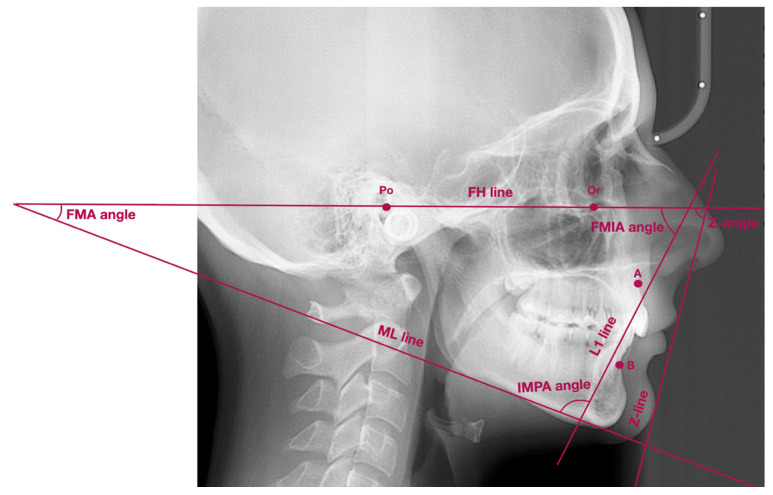 Po
FH line
Or
FMA angle
FMIA angle
Z-angle
A
ML line
L1 line
B
IMPA angle
Z-line